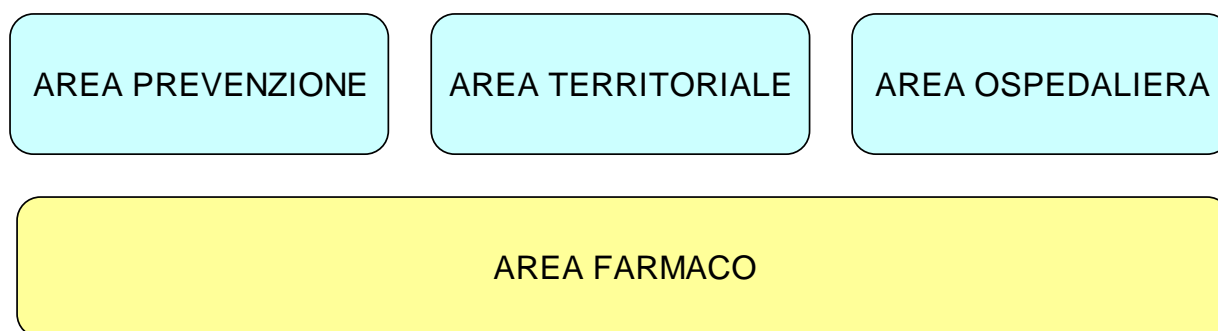 AREA PREVENZIONE
AREA TERRITORIALE
AREA OSPEDALIERA
AREA FARMACO